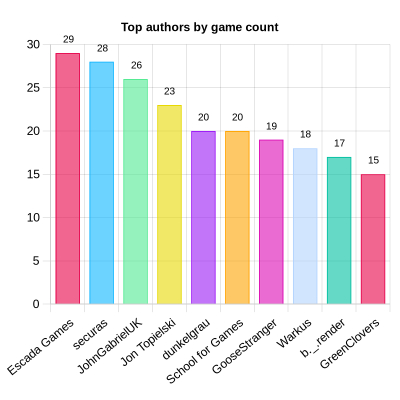 Top authors by game count
30
25
20
15
10
5
0
29
28
26
23
20
20
19
18
17
15
Escada Games
securas
JohnGabrielUK
Jon Topielski
dunkelgrau
School for Games
GooseStranger
Warkus
b._.render
GreenClovers